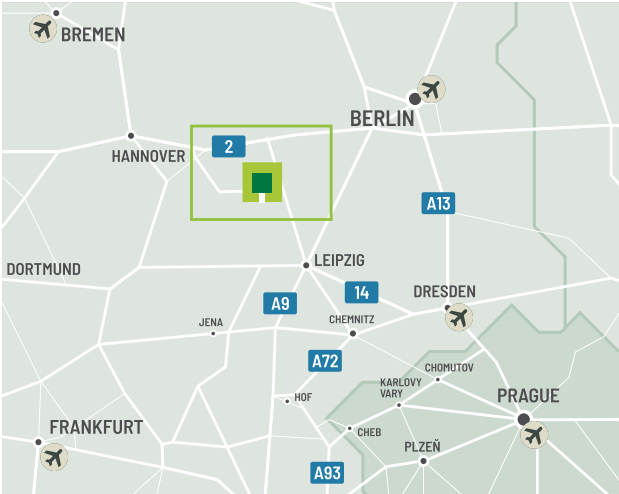 BREMEN
BERLIN
2
HANNOVER
A13
LEIPZIG
DORTMUND
14
DRESDEN
A9
JENA
CHEMNITZ
A72
CHOMUTOV
KARLOVY
VARY
HOF
PRAGUE
FRANKFURT
CHEB
PLZEŇ
A93